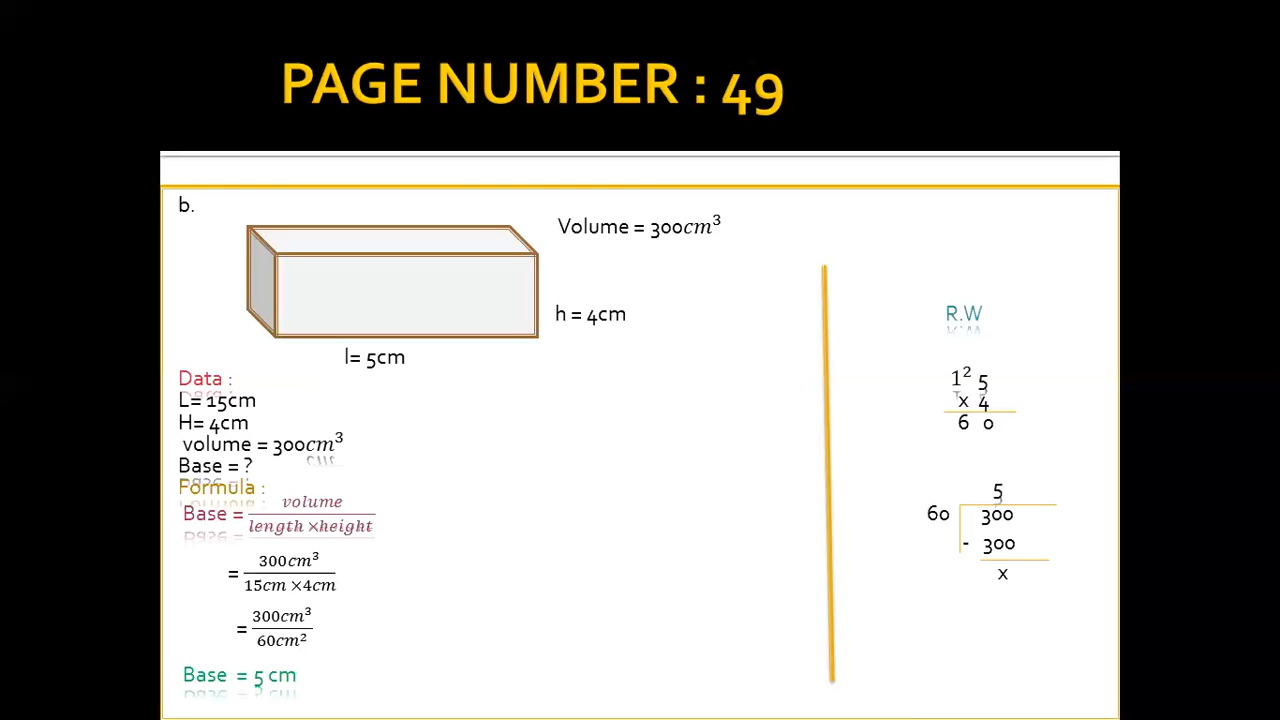 PAGE NUMBER : 49
b.
Volume = 300cm³
h = 4cm
l= 5cm
Data :
L= 15cm
H= 4cm
volume = 300cm³
Base = ?
Formula :
Base = volume / length ×height
= 300cm³ / 15cm ×4cm
= 300cm³ / 60cm²
Base = 5 cm
R.W
1² 5
x 4
6 0
5
60 300
- 300
x